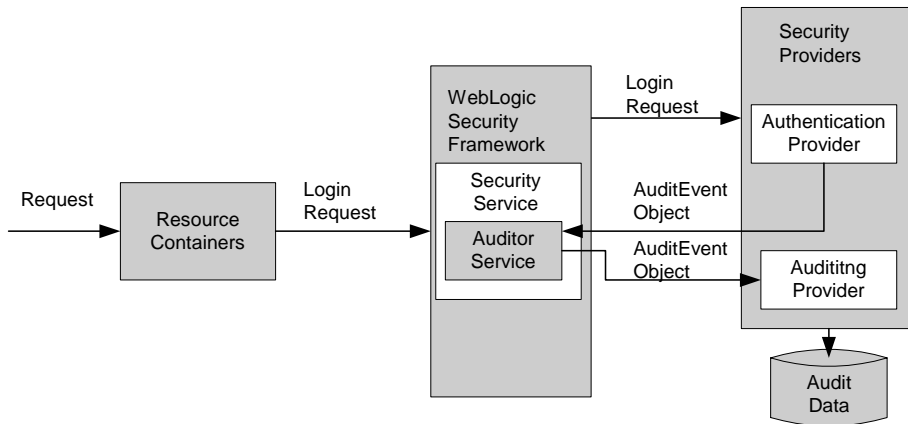 Security
Providers
Login
Request
WebLogic
Security
Framework
Authentication
Provider
Request
Login
Request
Security
Service
AuditEvent
Object
Resource
Containers
Auditor
Service
AuditEvent
Object
Audititng
Provider
Audit
Data